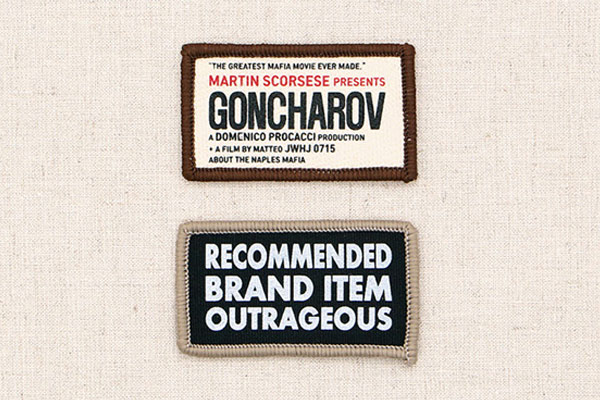 "THE GREATEST MAFIA MOVIE EVER MADE."
MARTIN SCORSESE PRESENTS
GONCHAROV
A DOMENICO PROCACCI PRODUCTION
• A FILM BY MATTEO JWHJ 0715
ABOUT THE NAPLES MAFIA
RECOMMENDED
BRAND ITEM
OUTRAGEOUS